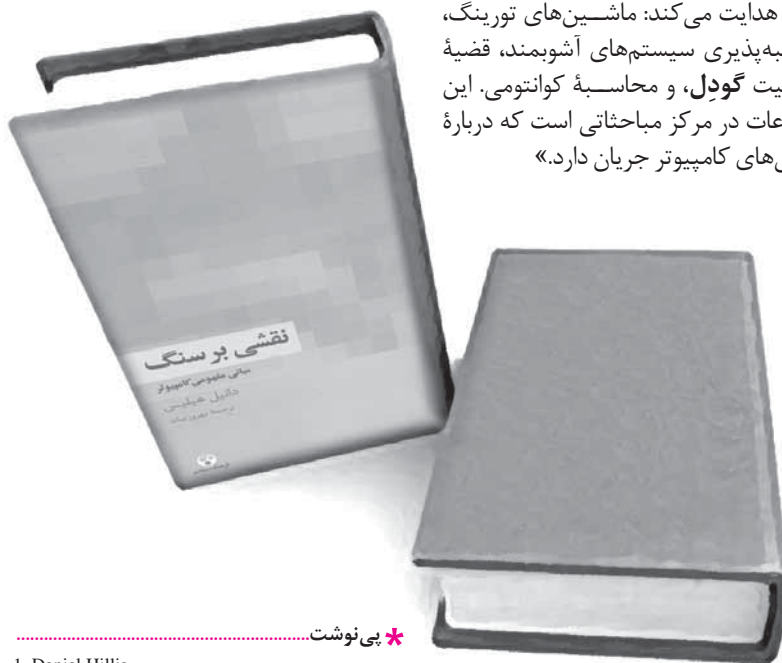 هدایت می‌کند: ماشین‌های تورینگ،
به‌پذیری سیستم‌های آشوبمند، قضیهٔ
یت گودِل، و محاسبهٔ کوانتومی. این
عات در مرکز مباحثاتی است که دربارهٔ
ی‌های کامپیوتر جریان دارد.»
نقشی بر سنگ
مبانی مفهومی کامپیوتر
دانیل هیلیس
پی‌نوشت
1. Daniel Hillis